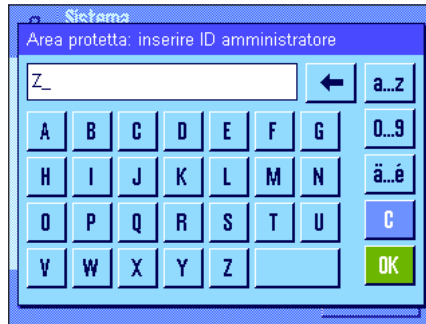 Sistema
Area protetta: inserire ID amministratore
Z_
a...z
A B C D E F G 0...9
H I J K L M N ä...é
O P Q R S T U C
V W X Y Z OK